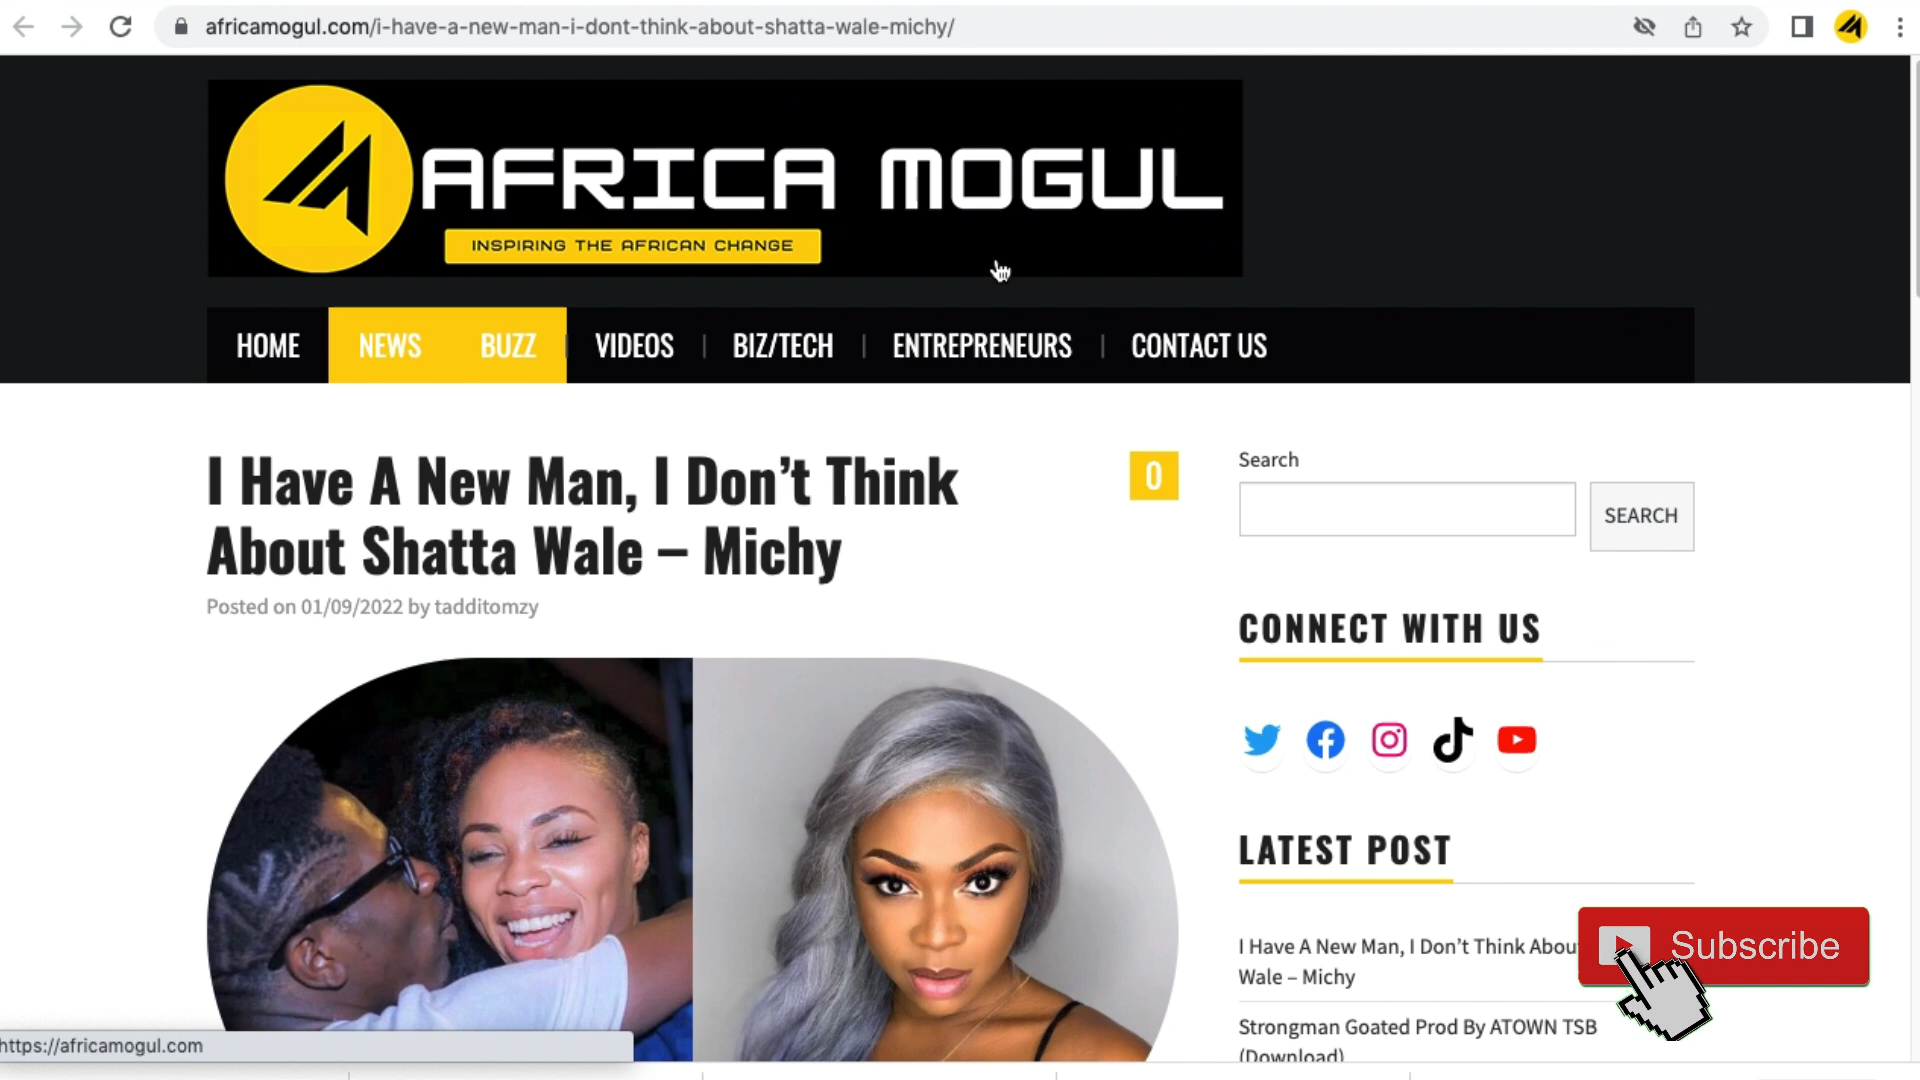 africamogul.com/i-have-a-new-man-i-dont-think-about-shatta-wale-michy/
AFRICA MOGUL
INSPIRING THE AFRICAN CHANGE
HOME NEWS BUZZ VIDEOS | BIZ/TECH | ENTREPRENEURS | CONTACT US
I Have A New Man, I Don’t Think
About Shatta Wale – Michy
0
Posted on 01/09/2022 by tadditomzy
Search
SEARCH
CONNECT WITH US
LATEST POST
I Have A New Man, I Don’t Think Abou
Wale – Michy
Subscribe
Strongman Goated Prod By ATOWN TSB
(Download)
https://africamogul.com